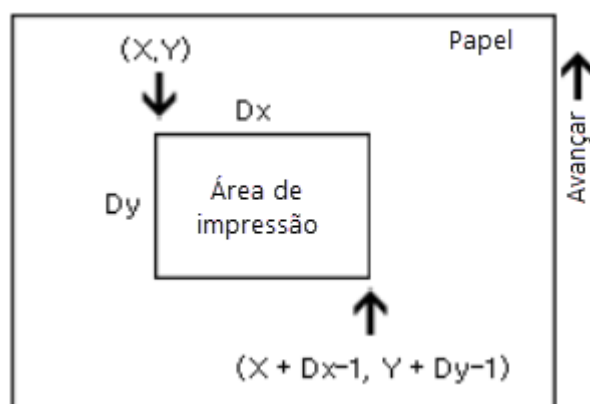 Papel
(X,Y)
Dx
Avançar
Dy
Área de
impressão
(X + Dx-1, Y + Dy-1)